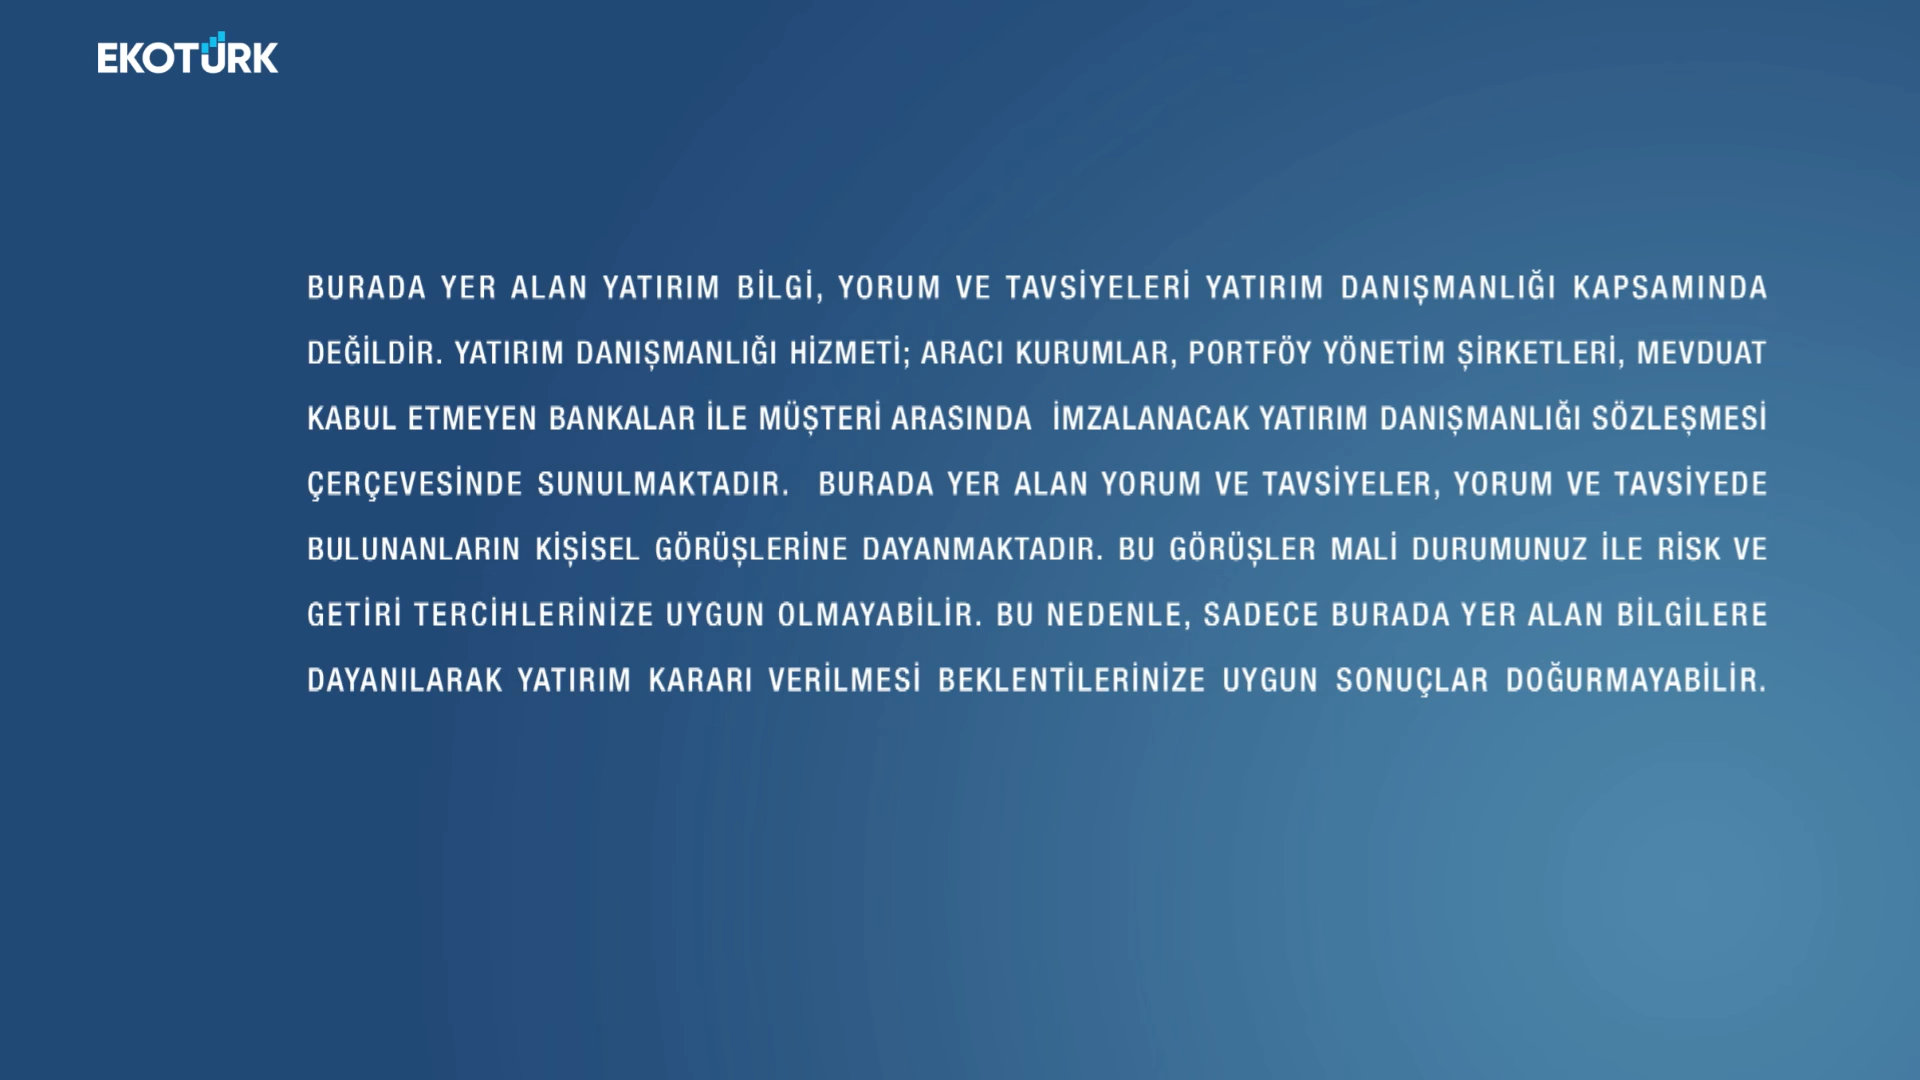 EKOTÜRK
BURADA YER ALAN YATIRIM BİLGİ, YORUM VE TAVSİYELERİ YATIRIM DANIŞMANLIĞI KAPSAMINDA
DEĞİLDİR. YATIRIM DANIŞMANLIĞI HİZMETİ; ARACI KURUMLAR, PORTFÖY YÖNETİM ŞİRKETLERİ, MEVDUAT
KABUL ETMEYEN BANKALAR İLE MÜŞTERİ ARASINDA İMZALANACAK YATIRIM DANIŞMANLIĞI SÖZLEŞMESİ
ÇERÇEVESİNDE SUNULMAKTADIR. BURADA YER ALAN YORUM VE TAVSİYELER, YORUM VE TAVSİYEDE
BULUNANLARIN KİŞİSEL GÖRÜŞLERİNE DAYANMAKTADIR. BU GÖRÜŞLER MALİ DURUMUNUZ İLE RİSK VE
GETİRİ TERCİHLERİNİZE UYGUN OLMAYABİLİR. BU NEDENLE, SADECE BURADA YER ALAN BİLGİLERE
DAYANILARAK YATIRIM KARARI VERİLMESİ BEKLENTİLERİNİZE UYGUN SONUÇLAR DOĞURMAYABİLİR.